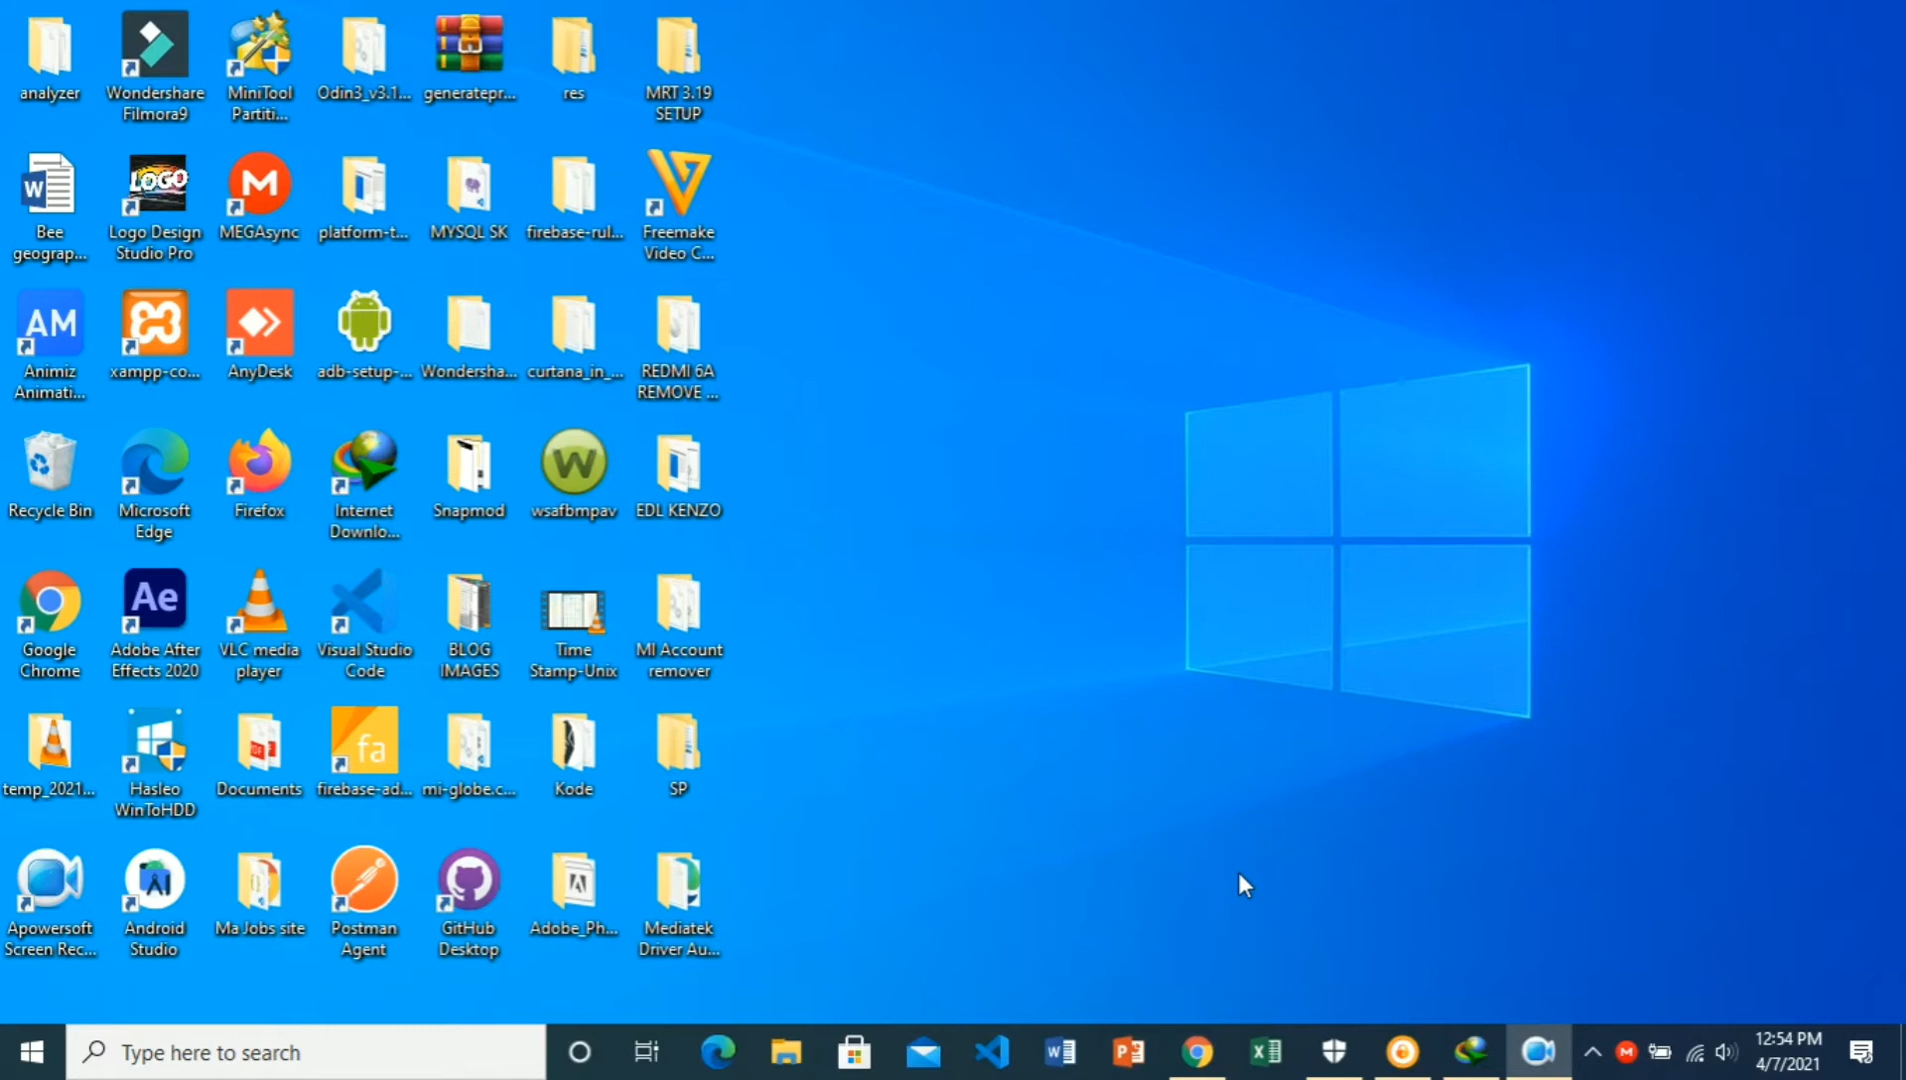 analyzer
Wondershare
Filmora9
MiniTool
Partiti...
Odin3_v3.1...
generatepr...
res
MRT 3.19
SETUP
W
Bee
geograp...
LOGO
Logo Design
Studio Pro
M
MEGAsync
platform-t...
MYSQL SK
firebase-rul...
Freemake
Video C...
AM
Animiz
Animati...
xampp-co...
AnyDesk
adb-setup-...
Wondersha...
curtana_in_...
REDMI 6A
REMOVE ...
Recycle Bin
Microsoft
Edge
Firefox
Internet
Downlo...
Snapmod
W
wsafbmpav
EDL KENZO
Google
Chrome
Ae
Adobe After
Effects 2020
VLC media
player
Visual Studio
Code
BLOG
IMAGES
Time
Stamp-Unix
MI Account
remover
temp_2021...
Hasleo
WinToHDD
Documents
fa
firebase-ad...
mi-globe.c...
Kode
SP
Apowersoft
Screen Rec...
Android
Studio
Ma Jobs site
Postman
Agent
GitHub
Desktop
Adobe_Ph...
Mediatek
Driver Au...
Type here to search
12:54 PM
4/7/2021